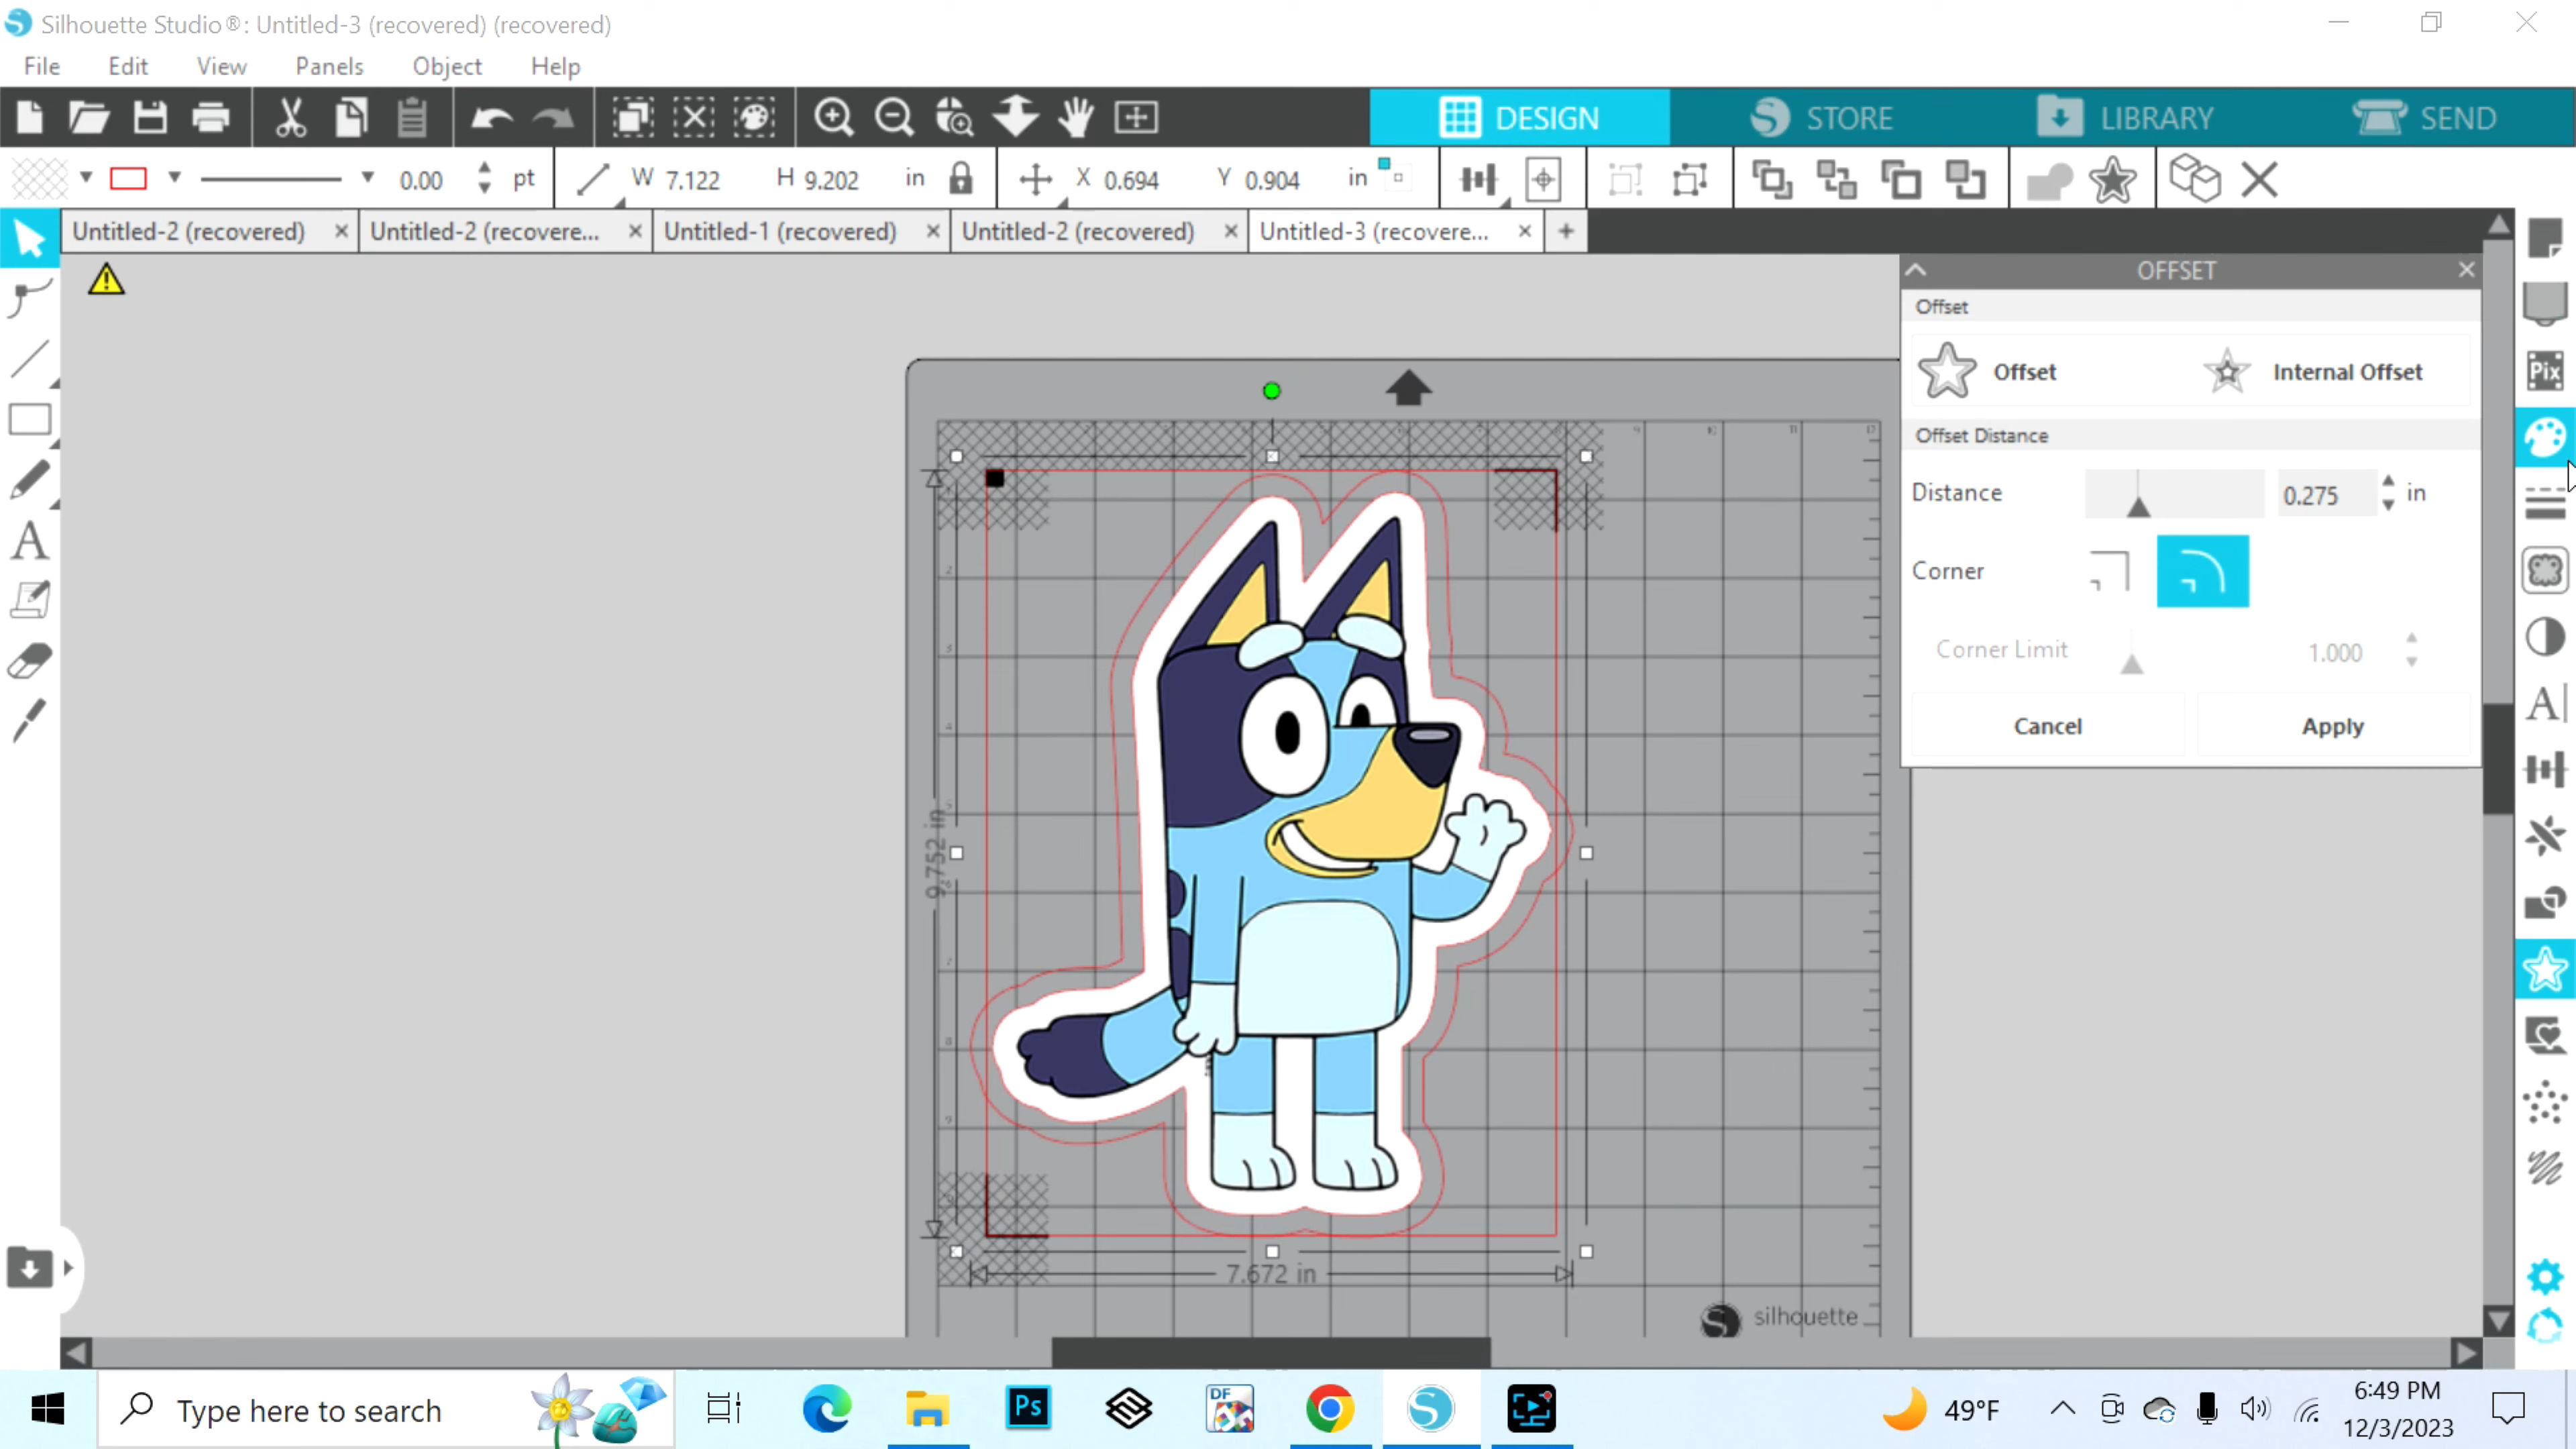 Silhouette Studio®: Untitled-3 (recovered) (recovered)
File Edit View Panels Object Help
DESIGN STORE LIBRARY SEND
0.00 pt W 7.122 H 9.202 in X 0.694 Y 0.904 in
Untitled-2 (recovered) Untitled-2 (recovere... Untitled-1 (recovered) Untitled-2 (recovered) Untitled-3 (recovere...
OFFSET
Offset
Offset Internal Offset
Offset Distance
Distance 0.275 in
Corner
Corner Limit 1.000
Cancel Apply
Pix
A
A
9.752 in
7.672 in
silhouette
Type here to search
Ps
DF
49°F
6:49 PM
12/3/2023